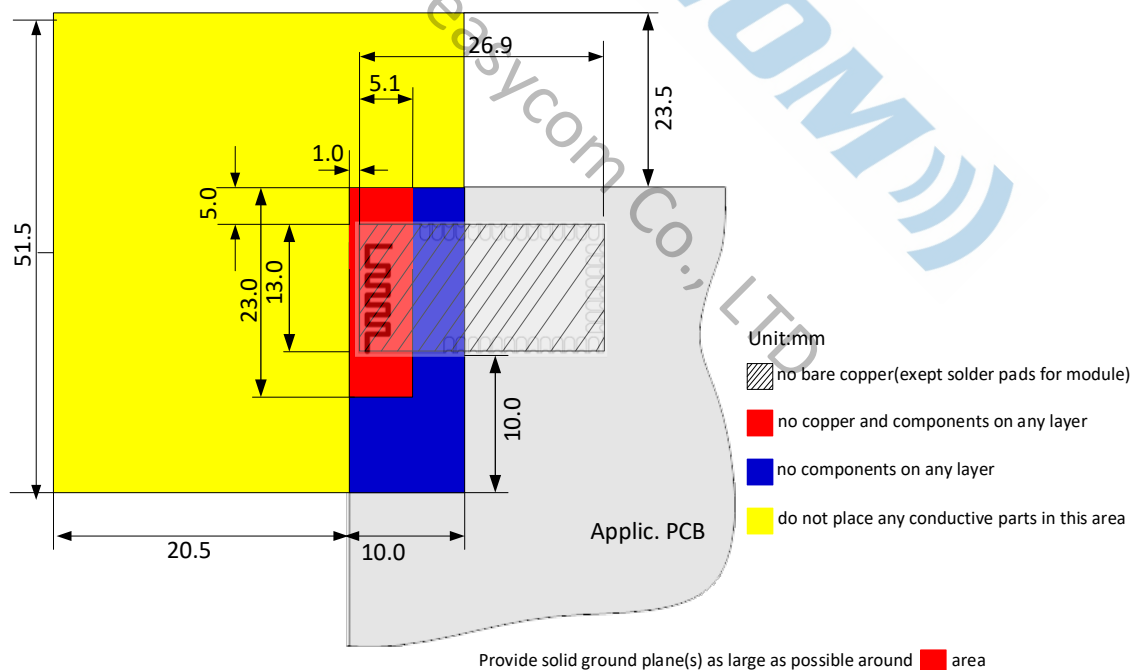 26.9
5.1
23.5
1.0
5.0
51.5
23.0
13.0
10.0
20.5
10.0
easycom Co., LTD
Unit:mm
no bare copper(exept solder pads for module)
no copper and components on any layer
no components on any layer
do not place any conductive parts in this area
Applic. PCB
Provide solid ground plane(s) as large as possible around area